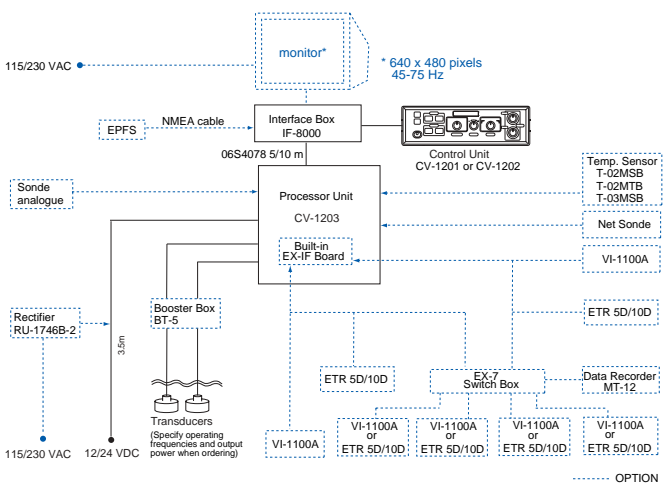 monitor*
115/230 VAC
* 640 x 480 pixels
45-75 Hz
EPFS
NMEA cable
Interface Box
IF-8000
06S4078 5/10 m
Control Unit
CV-1201 or CV-1202
Temp. Sensor
T-02MSB
T-02MTB
T-03MSB
Sonde
analogue
Processor Unit
CV-1203
Net Sonde
Built-in
EX-IF Board
VI-1100A
Rectifier
RU-1746B-2
3.5m
Booster Box
BT-5
ETR 5D/10D
ETR 5D/10D
EX-7
Switch Box
Data Recorder
MT-12
Transducers
(Specify operating
frequencies and output
power when ordering)
VI-1100A
VI-1100A
or
ETR 5D/10D
VI-1100A
or
ETR 5D/10D
VI-1100A
or
ETR 5D/10D
VI-1100A
or
ETR 5D/10D
115/230 VAC
12/24 VDC
OPTION